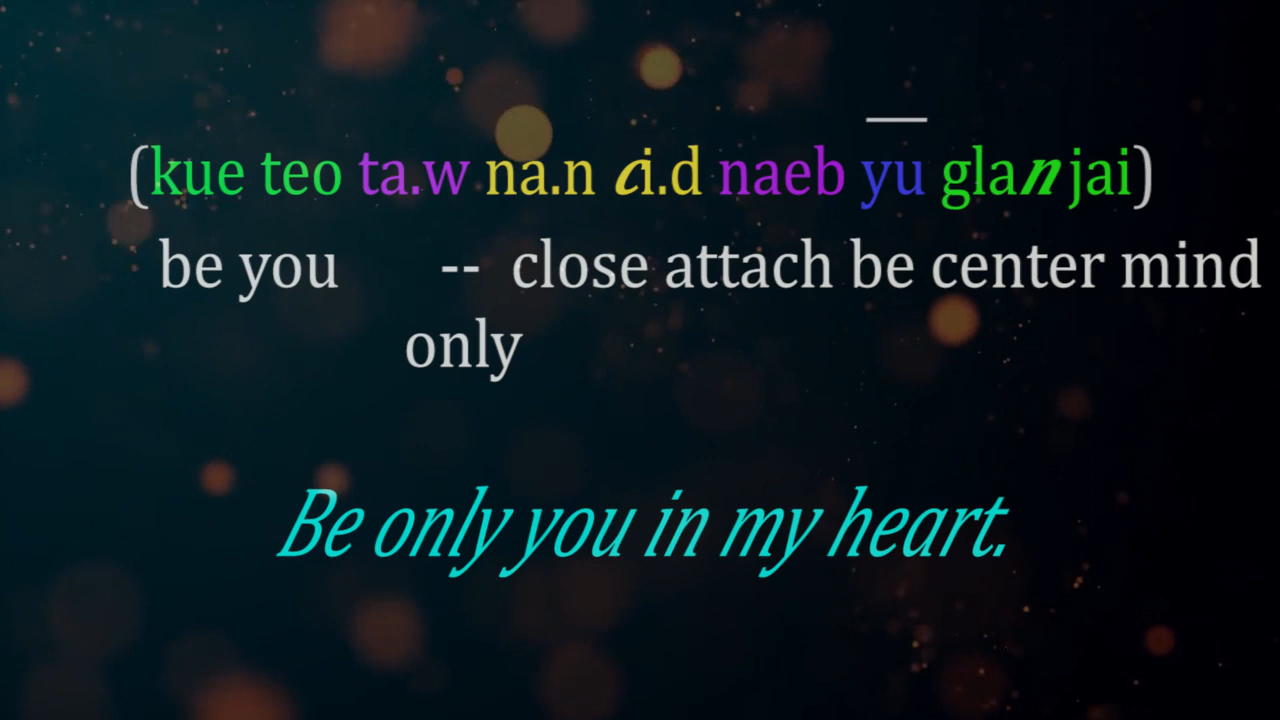 (kue teo ta.w na.n ci.d naeb yu glan jai)
be you -- close attach be center mind
only
Be only you in my heart.